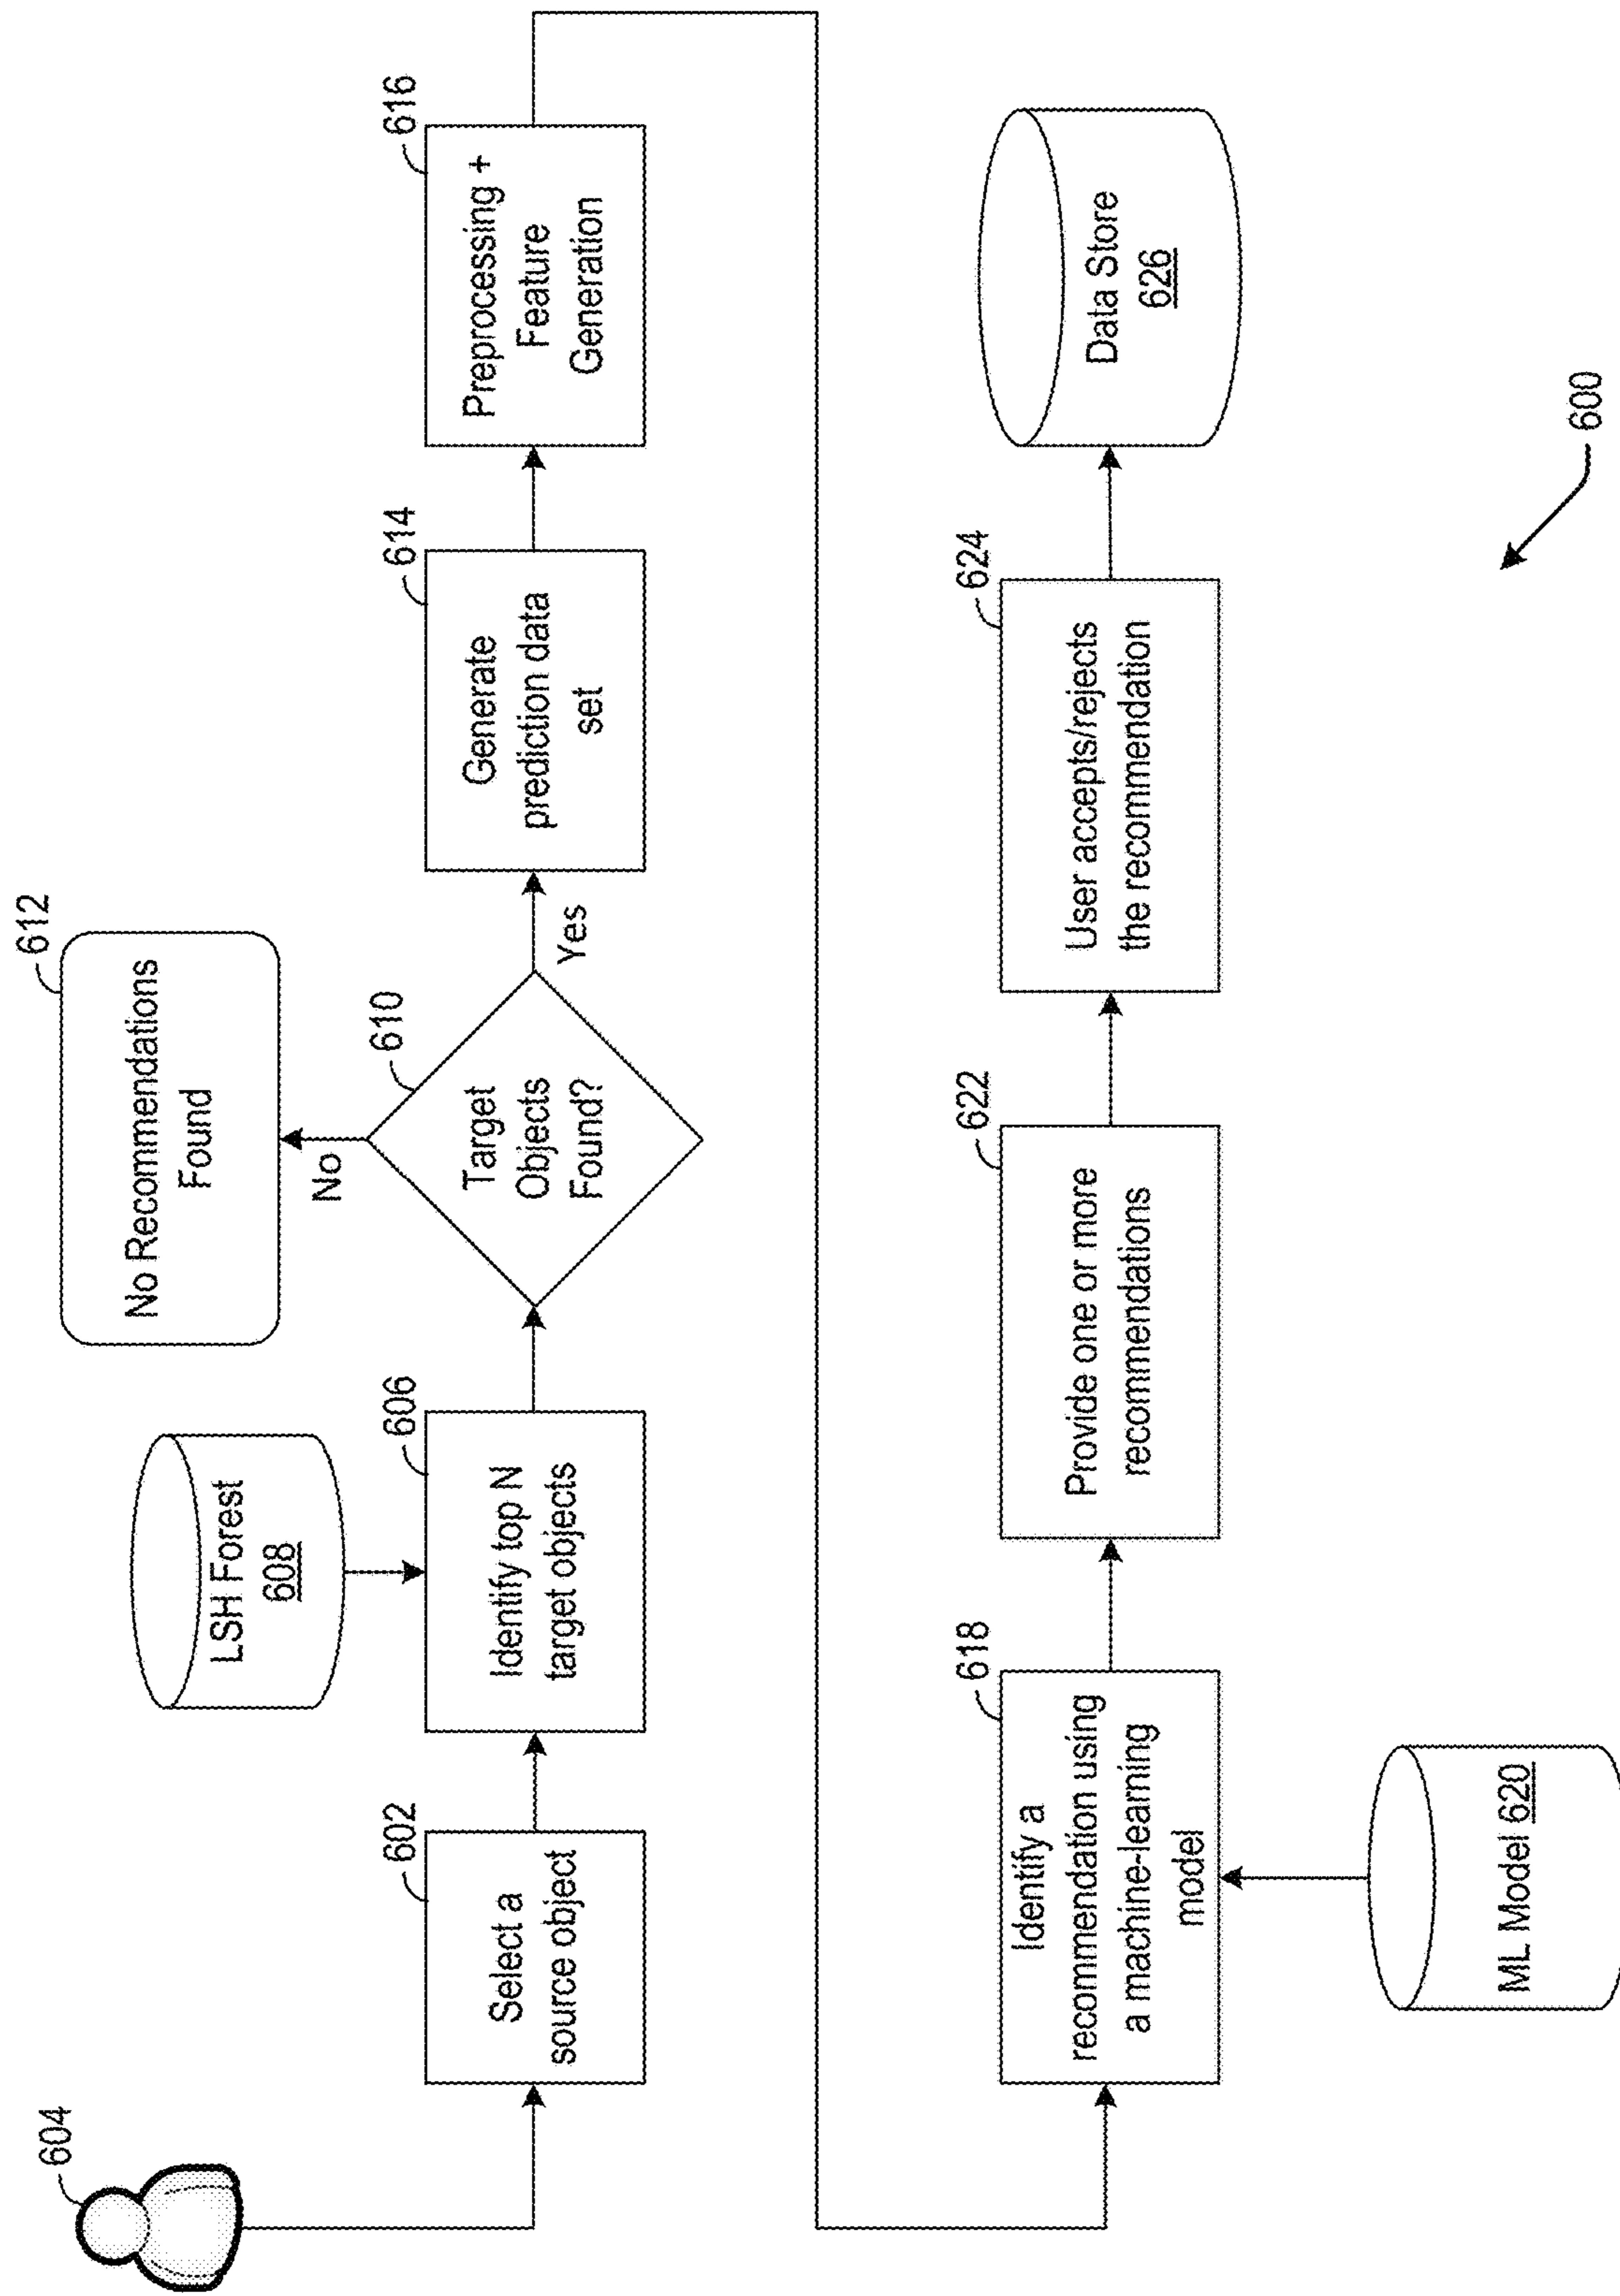 604
602
Select a
source object
LSH Forest
608
606
Identify top N
target objects
610
Target
Objects
Found?
No
612
No Recommendations
Found
Yes
614
Generate
prediction data
set
616
Preprocessing +
Feature
Generation
618
Identify a
recommendation using
a machine-learning
model
ML Model 620
622
Provide one or more
recommendations
624
User accepts/rejects
the recommendation
Data Store
626
600